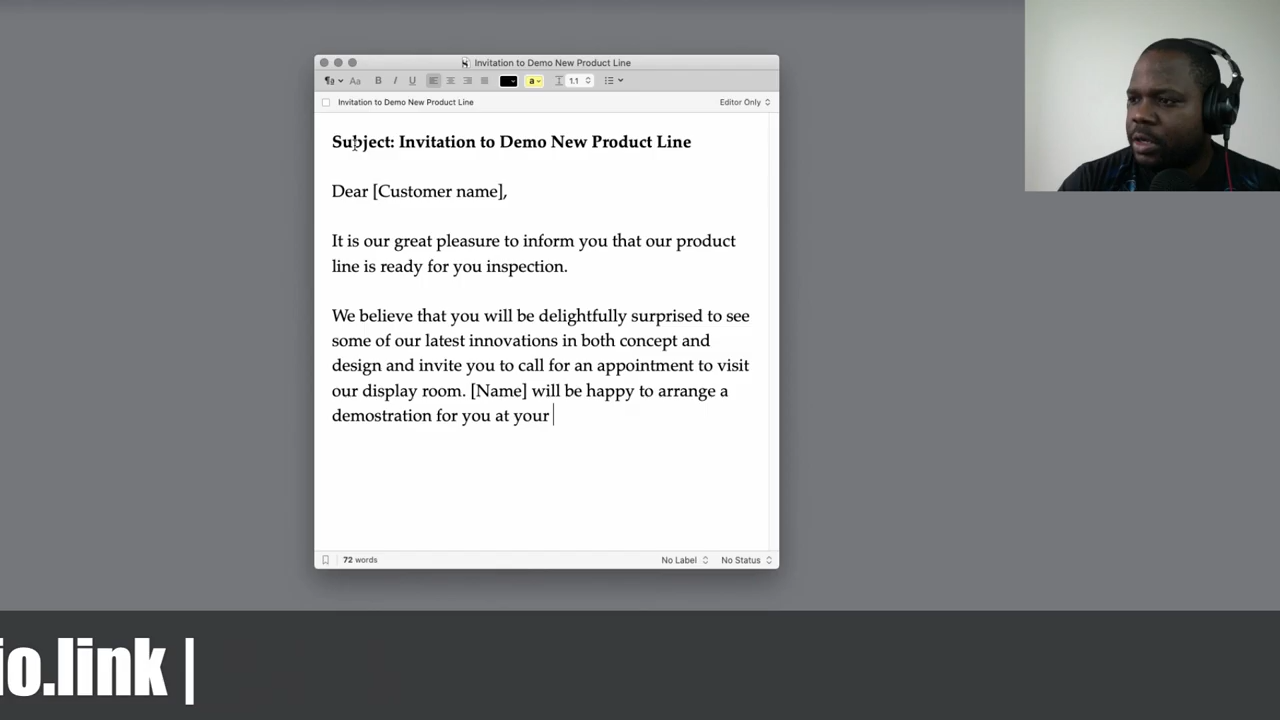 Invitation to Demo New Product Line
Aa B I U a 1.1
Invitation to Demo New Product Line Editor Only
Subject: Invitation to Demo New Product Line
Dear [Customer name],
It is our great pleasure to inform you that our product
line is ready for you inspection.
We believe that you will be delightfully surprised to see
some of our latest innovations in both concept and
design and invite you to call for an appointment to visit
our display room. [Name] will be happy to arrange a
demostration for you at your
72 words No Label No Status
io.link |